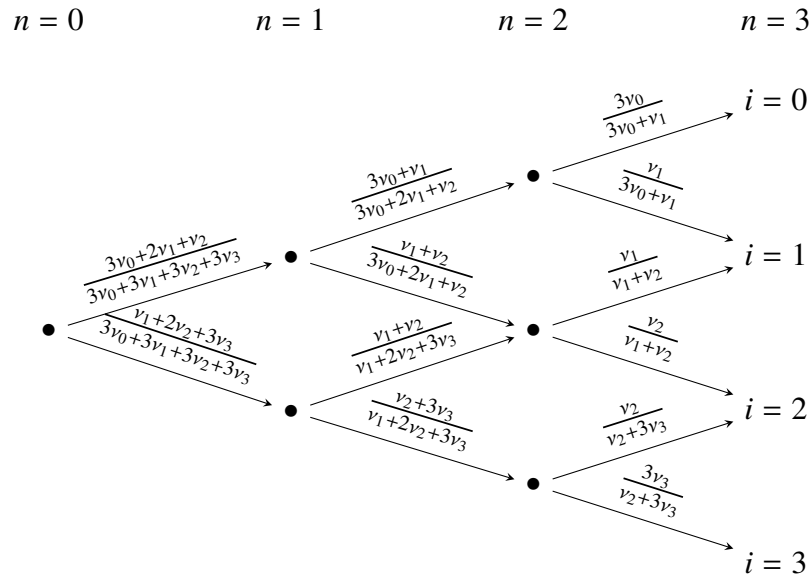 n = 0 n = 1 n = 2 n = 3
i = 0
3ν₀/(3ν₀+ν₁)
ν₁/(3ν₀+ν₁)
(3ν₀+ν₁)/(3ν₀+2ν₁+ν₂)
i = 1
(3ν₀+2ν₁+ν₂)/(3ν₀+3ν₁+3ν₂+3ν₃)
(ν₁+ν₂)/(3ν₀+2ν₁+ν₂)
ν₁/(ν₁+ν₂)
(ν₁+2ν₂+3ν₃)/(3ν₀+3ν₁+3ν₂+3ν₃)
(ν₁+ν₂)/(ν₁+2ν₂+3ν₃)
ν₂/(ν₁+ν₂)
i = 2
(ν₂+3ν₃)/(ν₁+2ν₂+3ν₃)
ν₂/(ν₂+3ν₃)
3ν₃/(ν₂+3ν₃)
i = 3